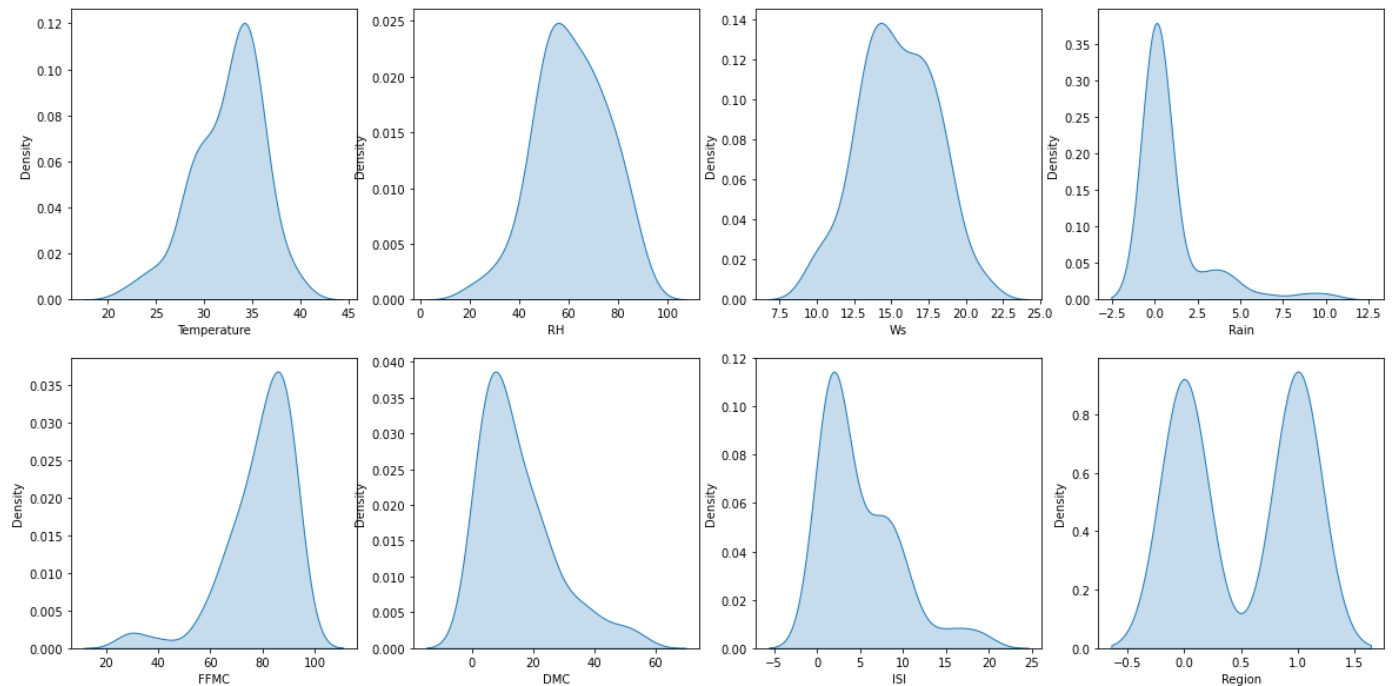 0.12
0.10
0.08
0.06
0.04
0.02
0.00
Density
20 25 30 35 40 45
Temperature
0.025
0.020
0.015
0.010
0.005
0.000
Density
0 20 40 60 80 100
RH
0.14
0.12
0.10
0.08
0.06
0.04
0.02
0.00
Density
7.5 10.0 12.5 15.0 17.5 20.0 22.5 25.0
Ws
0.35
0.30
0.25
0.20
0.15
0.10
0.05
0.00
Density
−2.5 0.0 2.5 5.0 7.5 10.0 12.5
Rain
0.035
0.030
0.025
0.020
0.015
0.010
0.005
0.000
Density
20 40 60 80 100
FFMC
0.040
0.035
0.030
0.025
0.020
0.015
0.010
0.005
0.000
Density
0 20 40 60
DMC
0.12
0.10
0.08
0.06
0.04
0.02
0.00
Density
−5 0 5 10 15 20 25
ISI
0.8
0.6
0.4
0.2
0.0
Density
−0.5 0.0 0.5 1.0 1.5
Region